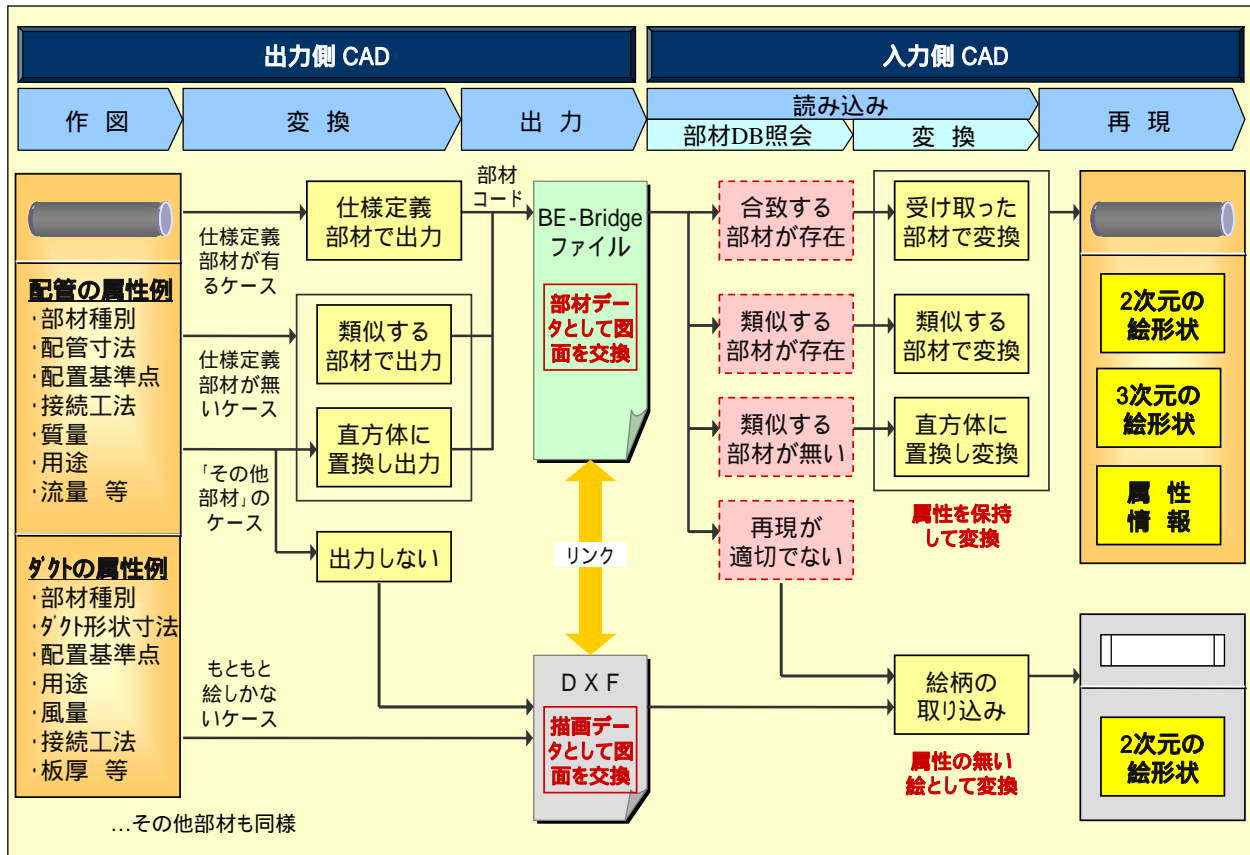 出力側 CAD
入力側 CAD
作 図
変 換
出 力
読み込み
部材DB照会
変 換
再 現
配管の属性例
・部材種別
・配管寸法
・配置基準点
・接続工法
・質量
・用途
・流量 等
ダクトの属性例
・部材種別
・ダクト形状寸法
・配置基準点
・用途
・風量
・接続工法
・板厚 等
…その他部材も同様
仕様定義
部材が有
るケース
仕様定義
部材が無
いケース
「その他
部材」の
ケース
もともと
絵しかな
いケース
仕様定義
部材で出力
類似する
部材で出力
直方体に
置換し出力
出力しない
部材
コード
BE-Bridge
ファイル
部材デー
タとして図
面を交換
リンク
DXF
描画デー
タとして図
面を交換
合致する
部材が存在
類似する
部材が存在
類似する
部材が無い
再現が
適切でない
受け取った
部材で変換
類似する
部材で変換
直方体に
置換し変換
属性を保持
して変換
絵柄の
取り込み
属性の無い
絵として変換
2次元の
絵形状
3次元の
絵形状
属 性
情 報
2次元の
絵形状